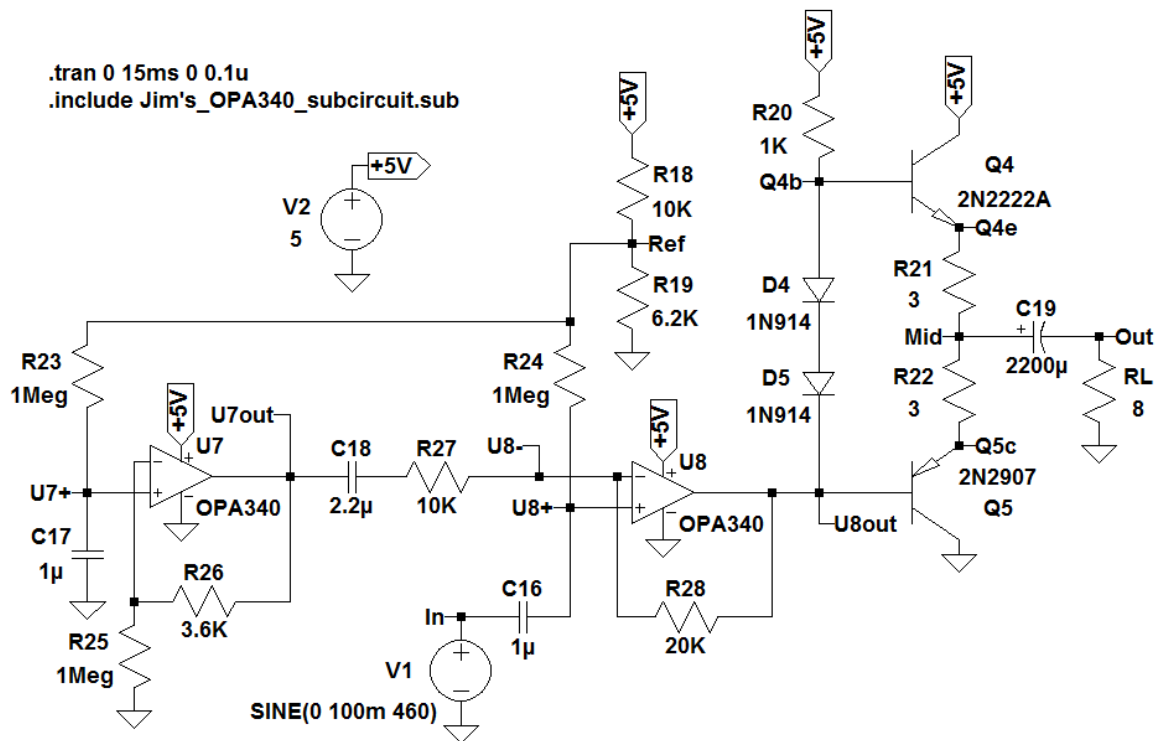 .tran 0 15ms 0 0.1u
.include Jim's_OPA340_subcircuit.sub
+5V
V2
5
+5V
R18
10K
Ref
R19
6.2K
+5V
R20
1K
Q4b
+5V
Q4
2N2222A
Q4e
R21
3
D4
1N914
Mid
C19
+
2200µ
Out
RL
8
R22
3
D5
1N914
Q5c
2N2907
Q5
R23
1Meg
R24
1Meg
+5V
U7out
U7
U7+
OPA340
C17
1µ
R26
3.6K
R25
1Meg
C18
2.2µ
R27
10K
U8-
U8+
+5V
U8
OPA340
U8out
R28
20K
In
C16
1µ
V1
SINE(0 100m 460)